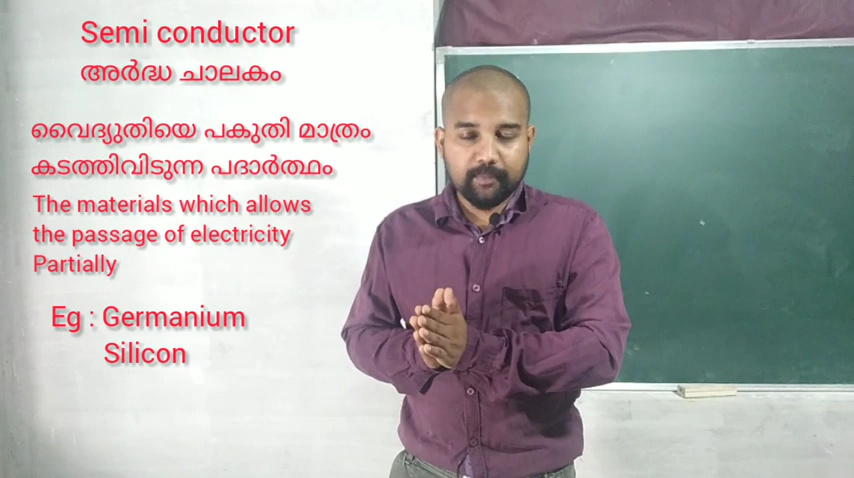 Semi conductor
അർദ്ധ ചാലകം
വൈദ്യുതിയെ പകുതി മാത്രം
കടത്തിവിടുന്ന പദാർത്ഥം
The materials which allows
the passage of electricity
Partially
Eg : Germanium
Silicon